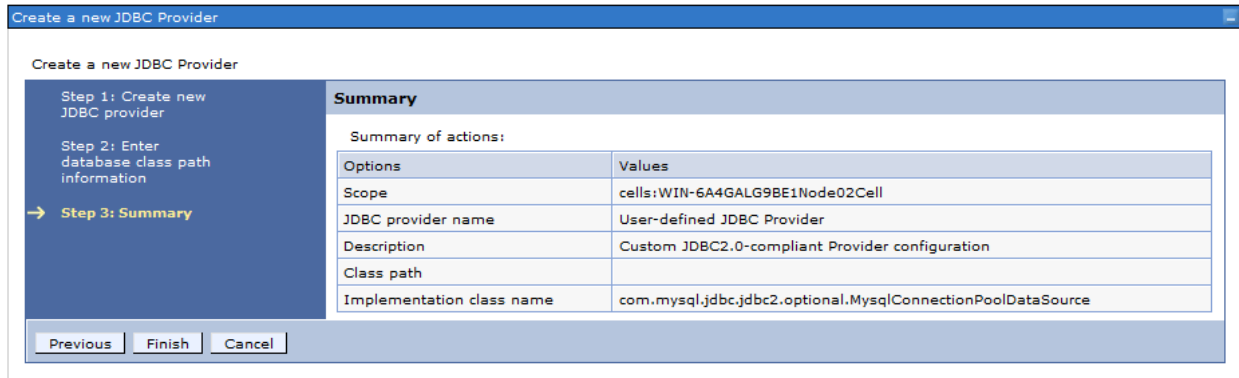 Create a new JDBC Provider
Create a new JDBC Provider
Step 1: Create new
JDBC provider
Step 2: Enter
database class path
information
Step 3: Summary
Summary
Summary of actions:
Options Values
Scope cells:WIN-6A4GALG9BE1Node02Cell
JDBC provider name User-defined JDBC Provider
Description Custom JDBC2.0-compliant Provider configuration
Class path
Implementation class name com.mysql.jdbc.jdbc2.optional.MysqlConnectionPoolDataSource
Previous Finish Cancel